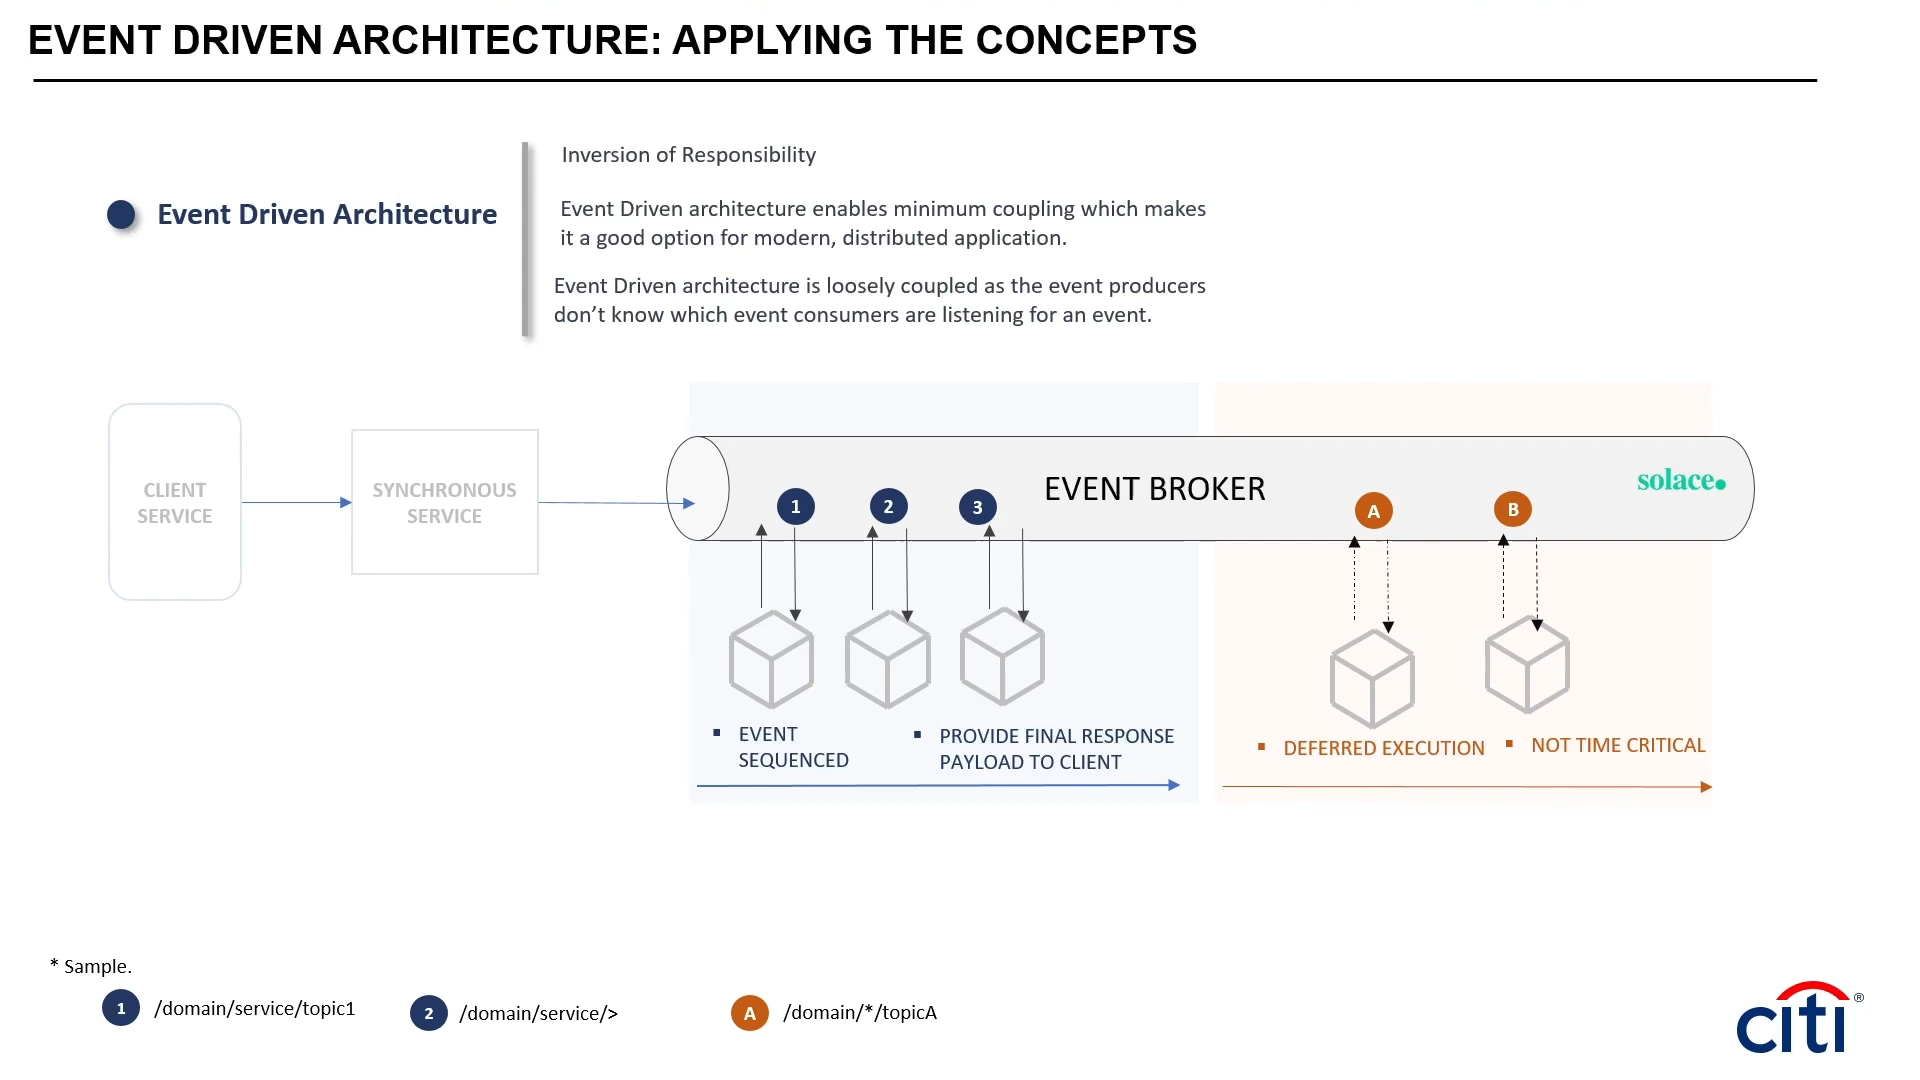 EVENT DRIVEN ARCHITECTURE: APPLYING THE CONCEPTS
Event Driven Architecture
Inversion of Responsibility
Event Driven architecture enables minimum coupling which makes
it a good option for modern, distributed application.
Event Driven architecture is loosely coupled as the event producers
don’t know which event consumers are listening for an event.
CLIENT
SERVICE
SYNCHRONOUS
SERVICE
EVENT BROKER
solace.
1
2
3
A
B
▪ EVENT
SEQUENCED
▪ PROVIDE FINAL RESPONSE
PAYLOAD TO CLIENT
▪ DEFERRED EXECUTION
▪ NOT TIME CRITICAL
* Sample.
1 /domain/service/topic1
2 /domain/service/>
A /domain/*/topicA
citi®